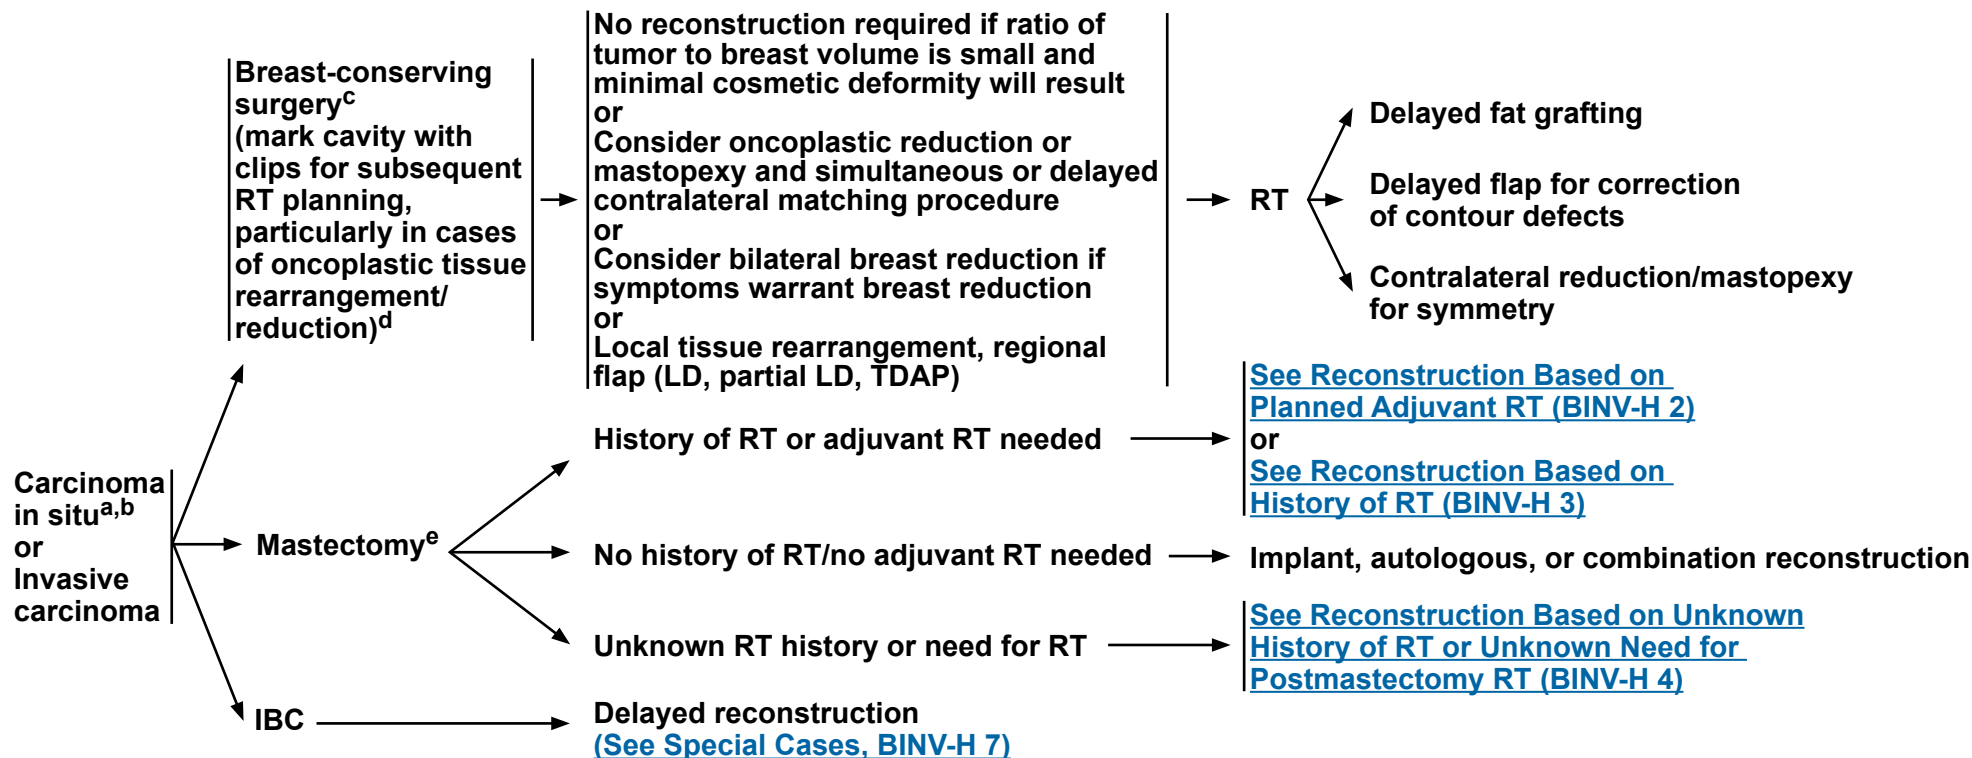 Breast-conserving
surgeryc
(mark cavity with
clips for subsequent
RT planning,
particularly in cases
of oncoplastic tissue
rearrangement/
reduction)d
No reconstruction required if ratio of
tumor to breast volume is small and
minimal cosmetic deformity will result
or
Consider oncoplastic reduction or
mastopexy and simultaneous or delayed
contralateral matching procedure
or
Consider bilateral breast reduction if
symptoms warrant breast reduction
or
Local tissue rearrangement, regional
flap (LD, partial LD, TDAP)
RT
Delayed fat grafting
Delayed flap for correction
of contour defects
Contralateral reduction/mastopexy
for symmetry
Carcinoma
in situa,b
or
Invasive
carcinoma
Mastectomye
History of RT or adjuvant RT needed
See Reconstruction Based on
Planned Adjuvant RT (BINV-H 2)
or
See Reconstruction Based on
History of RT (BINV-H 3)
No history of RT/no adjuvant RT needed
Implant, autologous, or combination reconstruction
Unknown RT history or need for RT
See Reconstruction Based on Unknown
History of RT or Unknown Need for
Postmastectomy RT (BINV-H 4)
IBC
Delayed reconstruction
(See Special Cases, BINV-H 7)